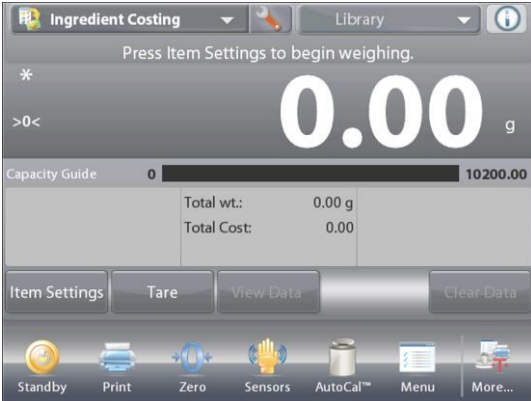 Ingredient Costing Library
Press Item Settings to begin weighing.
*
>0< 0.00 g
Capacity Guide 0 10200.00
Total wt.: 0.00 g
Total Cost: 0.00
Item Settings Tare View Data Clear Data
Standby Print Zero Sensors AutoCal™ Menu More...